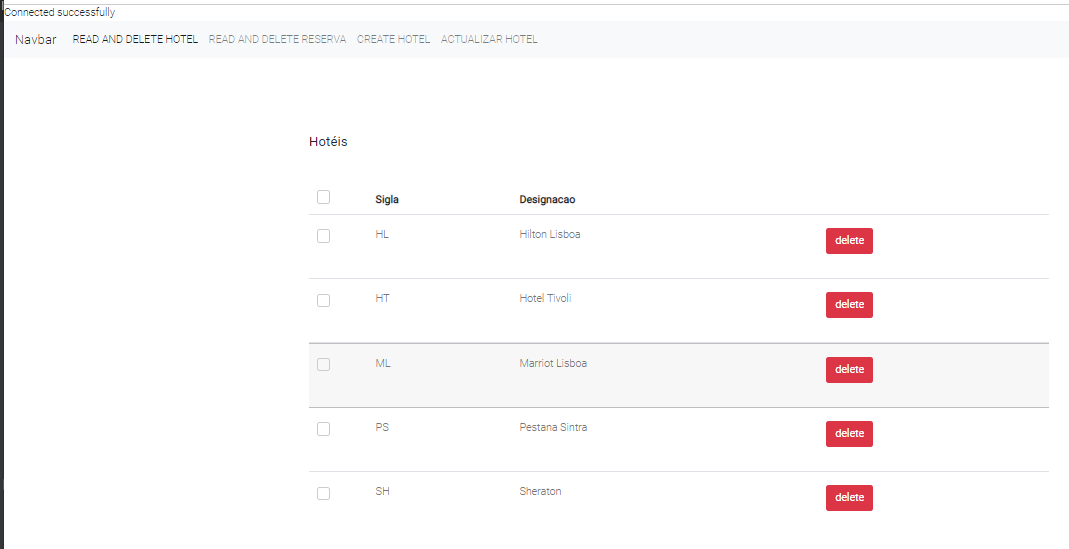 Connected successfully
Navbar READ AND DELETE HOTEL READ AND DELETE RESERVA CREATE HOTEL ACTUALIZAR HOTEL
Hotéis
Sigla Designacao
HL Hilton Lisboa delete
HT Hotel Tivoli delete
ML Marriot Lisboa delete
PS Pestana Sintra delete
SH Sheraton delete